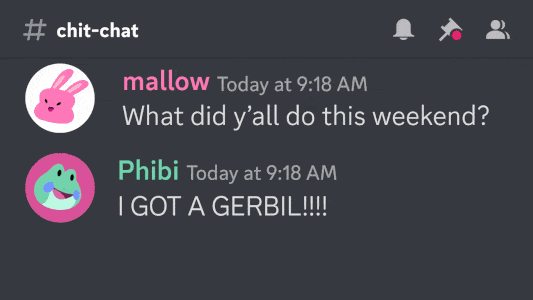 # chit-chat
mallow Today at 9:18 AM
What did y'all do this weekend?
Phibi Today at 9:18 AM
I GOT A GERBIL!!!!